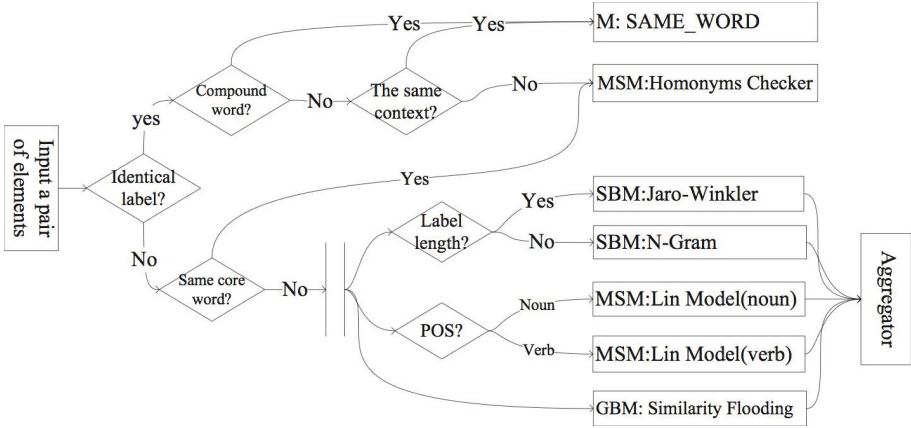 Yes
Yes
M: SAME_WORD
Compound
word?
No
The same
context?
No
MSM:Homonyms Checker
yes
Input a pair
of elements
Identical
label?
Yes
No
Same core
word?
No
Label
length?
Yes
SBM:Jaro-Winkler
No
SBM:N-Gram
POS?
Noun
MSM:Lin Model(noun)
Verb
MSM:Lin Model(verb)
GBM: Similarity Flooding
Aggregator